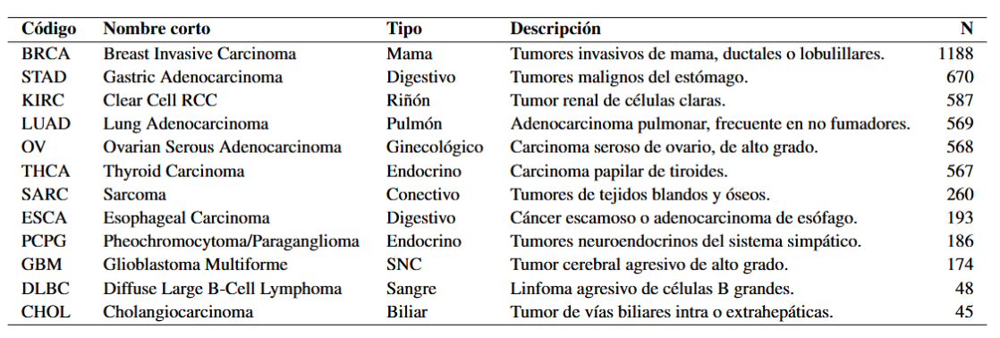 Código Nombre corto Tipo Descripción N
BRCA Breast Invasive Carcinoma Mama Tumores invasivos de mama, ductales o lobulillares. 1188
STAD Gastric Adenocarcinoma Digestivo Tumores malignos del estómago. 670
KIRC Clear Cell RCC Riñón Tumor renal de células claras. 587
LUAD Lung Adenocarcinoma Pulmón Adenocarcinoma pulmonar, frecuente en no fumadores. 569
OV Ovarian Serous Adenocarcinoma Ginecológico Carcinoma seroso de ovario, de alto grado. 568
THCA Thyroid Carcinoma Endocrino Carcinoma papilar de tiroides. 567
SARC Sarcoma Conectivo Tumores de tejidos blandos y óseos. 260
ESCA Esophageal Carcinoma Digestivo Cáncer escamoso o adenocarcinoma de esófago. 193
PCPG Pheochromocytoma/Paraganglioma Endocrino Tumores neuroendocrinos del sistema simpático. 186
GBM Glioblastoma Multiforme SNC Tumor cerebral agresivo de alto grado. 174
DLBC Diffuse Large B-Cell Lymphoma Sangre Linfoma agresivo de células B grandes. 48
CHOL Cholangiocarcinoma Biliar Tumor de vías biliares intra o extrahepáticas. 45